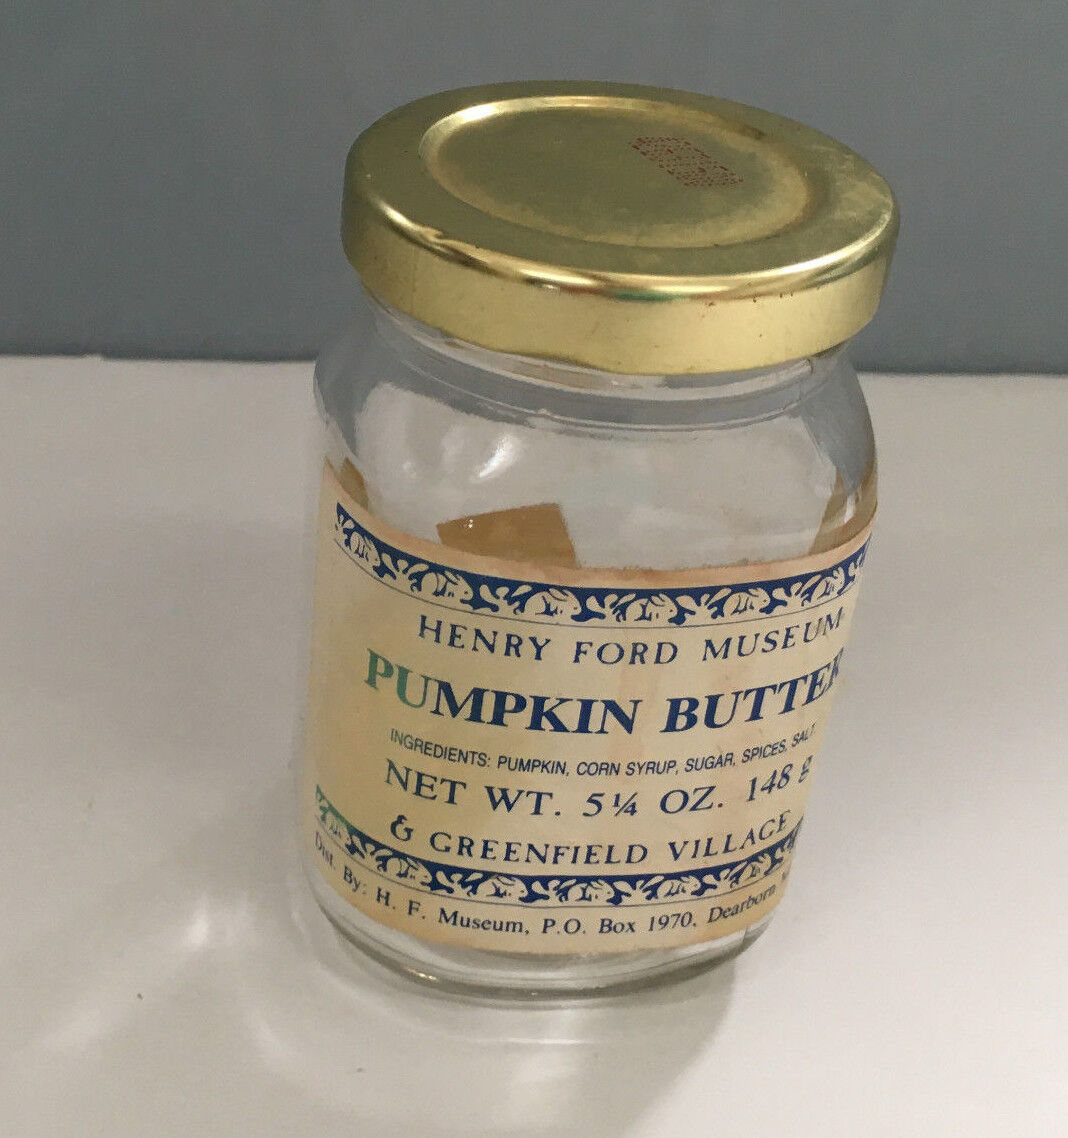 HENRY FORD MUSEUM
PUMPKIN BUTTER
INGREDIENTS: PUMPKIN, CORN SYRUP, SUGAR, SPICES, SALT
NET WT. 5¼ OZ. 148 g
& GREENFIELD VILLAGE
Dist. By: H. F. Museum, P.O. Box 1970, Dearborn